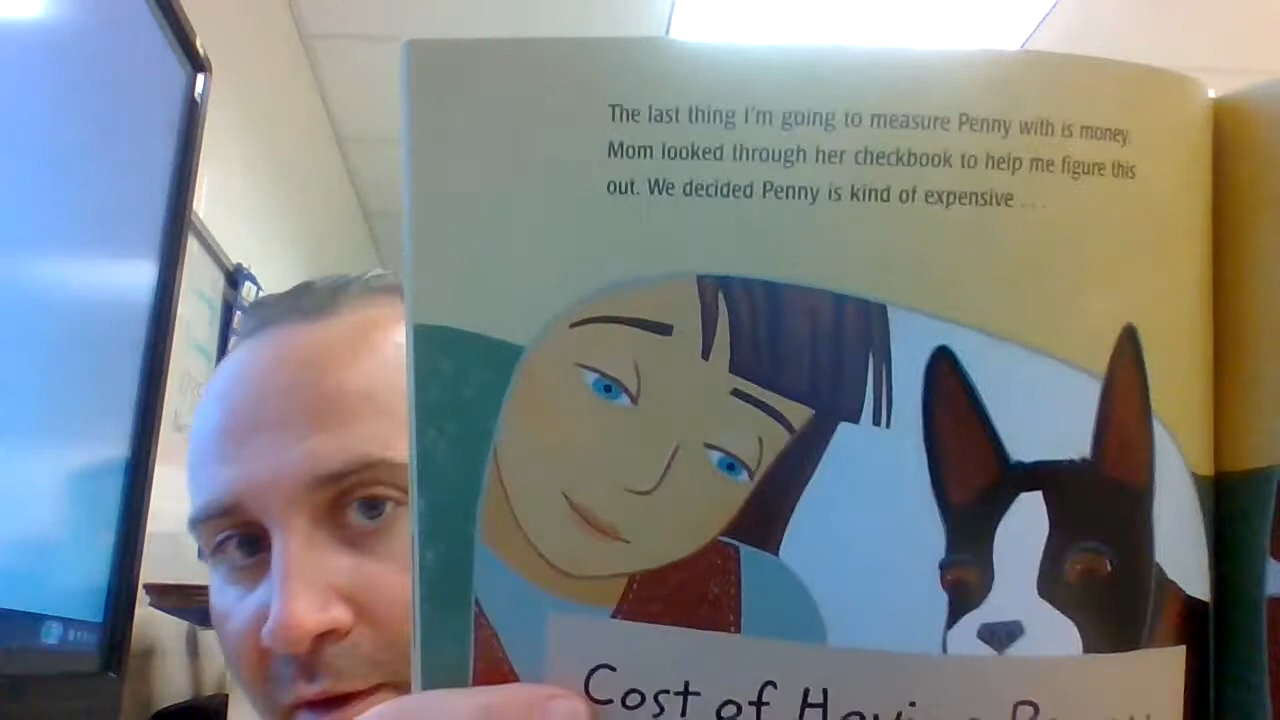 The last thing I'm going to measure Penny with is money.
Mom looked through her checkbook to help me figure this
out. We decided Penny is kind of expensive . . .
Cost of Having